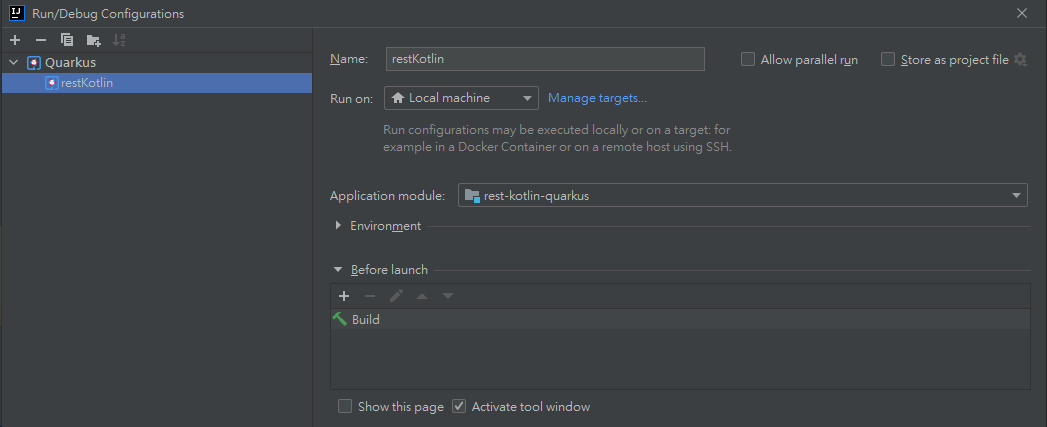 Run/Debug Configurations
Quarkus
restKotlin
Name: restKotlin
Allow parallel run
Store as project file
Run on: Local machine
Manage targets...
Run configurations may be executed locally or on a target: for
example in a Docker Container or on a remote host using SSH.
Application module: rest-kotlin-quarkus
Environment
Before launch
Build
Show this page
Activate tool window